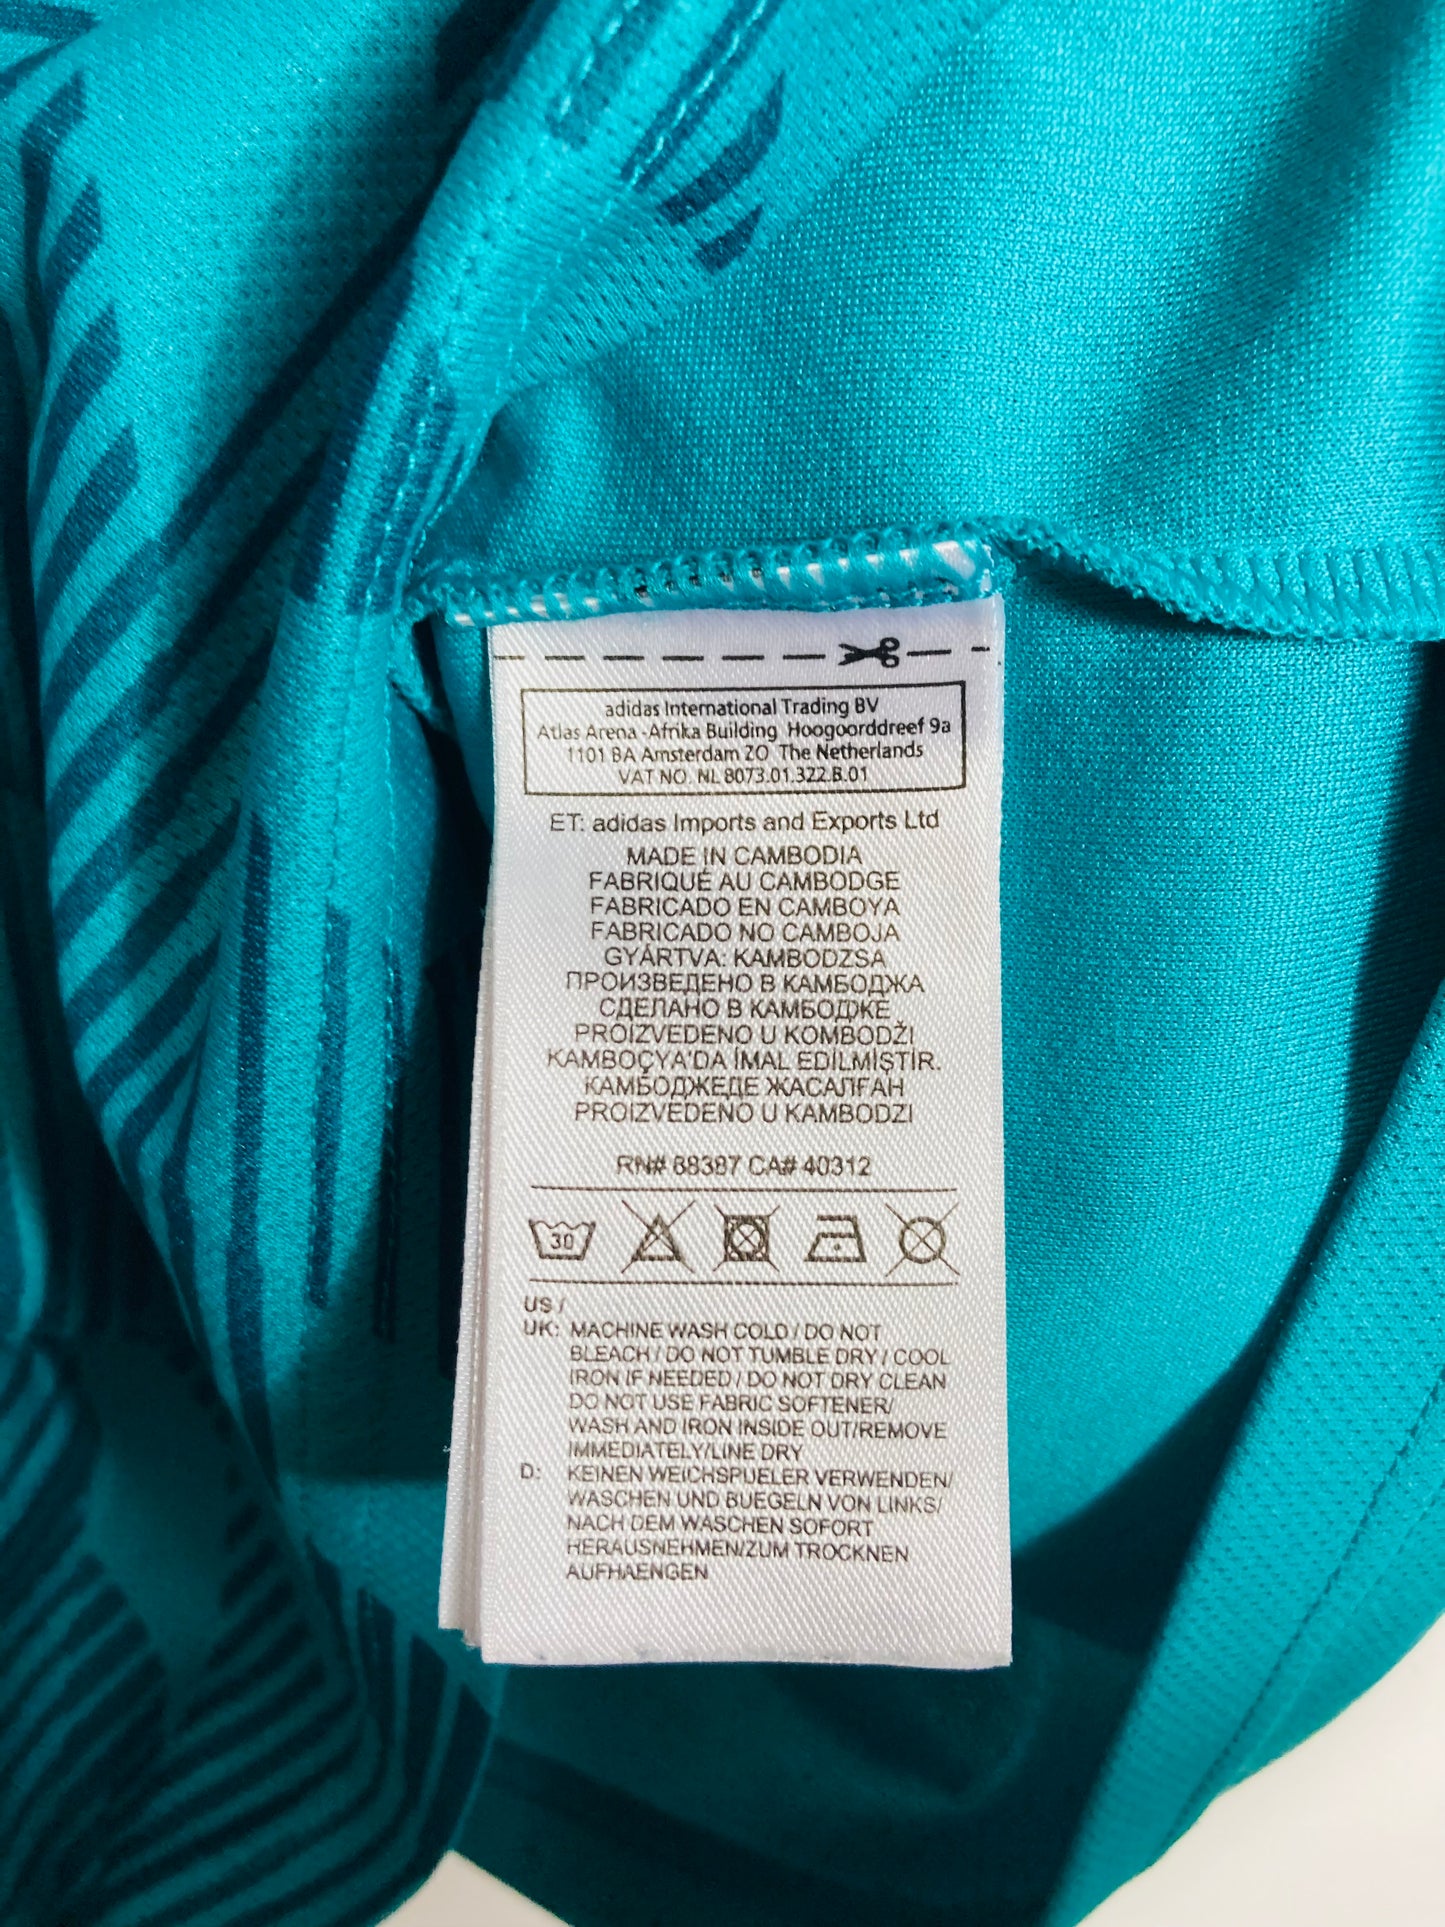 adidas International Trading BV
Atlas Arena -Afrika Building Hoogoorddreef 9a
1101 BA Amsterdam ZO The Netherlands
VAT NO. NL 8073.01.322.B.01
ET: adidas Imports and Exports Ltd
MADE IN CAMBODIA
FABRIQUÉ AU CAMBODGE
FABRICADO EN CAMBOYA
FABRICADO NO CAMBOJA
GYÁRTVA: KAMBODZSA
ПРОИЗВЕДЕНО В КАМБОДЖА
СДЕЛАНО В КАМБОДЖЕ
PROIZVEDENO U KOMBODŽI
KAMBOÇYA'DA İMAL EDİLMİŞTİR.
КАМБОДЖЕДЕ ЖАСАЛҒАН
PROIZVEDENO U KAMBODZI
RN# 88387 CA# 40312
30
US /
UK: MACHINE WASH COLD / DO NOT
BLEACH / DO NOT TUMBLE DRY / COOL
IRON IF NEEDED / DO NOT DRY CLEAN
DO NOT USE FABRIC SOFTENER/
WASH AND IRON INSIDE OUT/REMOVE
IMMEDIATELY/LINE DRY
D: KEINEN WEICHSPUELER VERWENDEN/
WASCHEN UND BUEGELN VON LINKS/
NACH DEM WASCHEN SOFORT
HERAUSNEHMEN/ZUM TROCKNEN
AUFHAENGEN